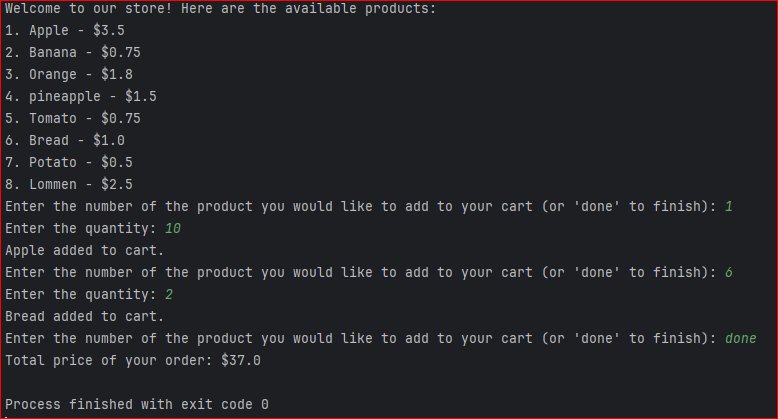 Welcome to our store! Here are the available products:
1. Apple - $3.5
2. Banana - $0.75
3. Orange - $1.8
4. pineapple - $1.5
5. Tomato - $0.75
6. Bread - $1.0
7. Potato - $0.5
8. Lommen - $2.5
Enter the number of the product you would like to add to your cart (or 'done' to finish): 1
Enter the quantity: 10
Apple added to cart.
Enter the number of the product you would like to add to your cart (or 'done' to finish): 6
Enter the quantity: 2
Bread added to cart.
Enter the number of the product you would like to add to your cart (or 'done' to finish): done
Total price of your order: $37.0
Process finished with exit code 0